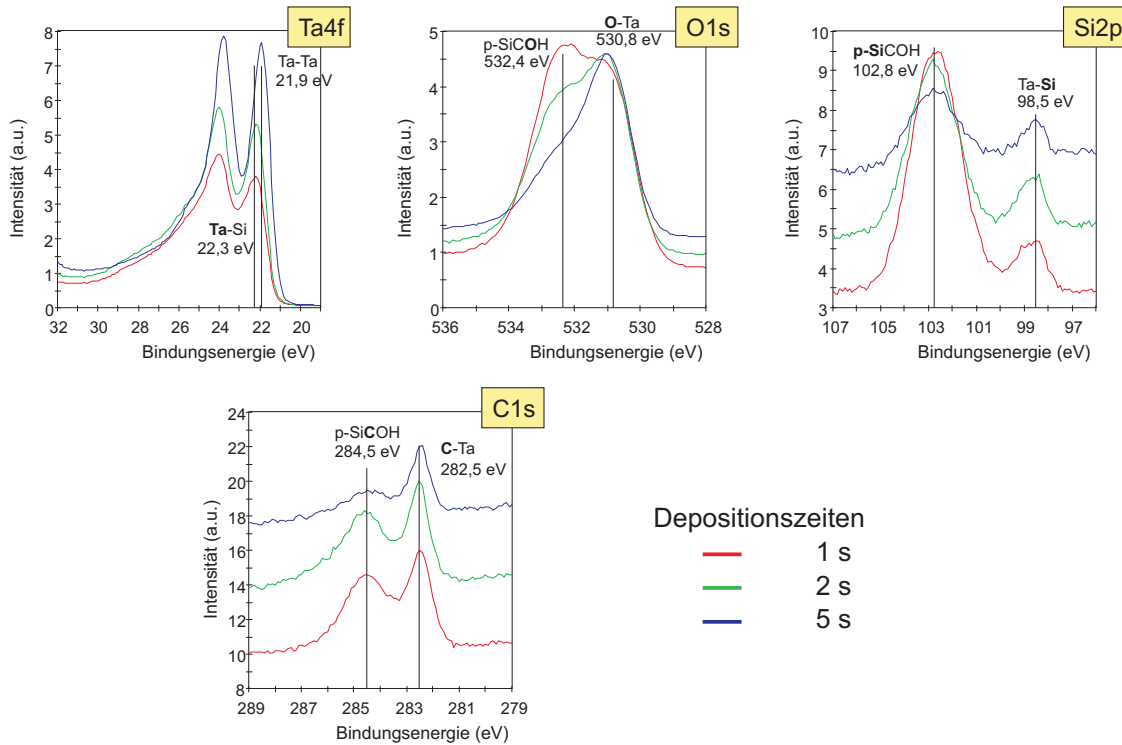 Ta4f
Ta-Ta
21,9 eV
Ta-Si
22,3 eV
Intensität (a.u.)
8
7
6
5
4
3
2
1
0
32 30 28 26 24 22 20
Bindungsenergie (eV)
O1s
p-SiCOH
532,4 eV
O-Ta
530,8 eV
Intensität (a.u.)
5
4
3
2
1
0
536 534 532 531 530 528
Bindungsenergie (eV)
Si2p
p-SiCOH
102,8 eV
Ta-Si
98,5 eV
Intensität (a.u.)
10
9
8
7
6
5
4
3
107 105 103 101 99 97
Bindungsenergie (eV)
C1s
p-SiCOH
284,5 eV
C-Ta
282,5 eV
Intensität (a.u.)
24
22
20
18
16
14
12
10
8
289 287 285 283 281 279
Bindungsenergie (eV)
Depositionszeiten
1 s
2 s
5 s